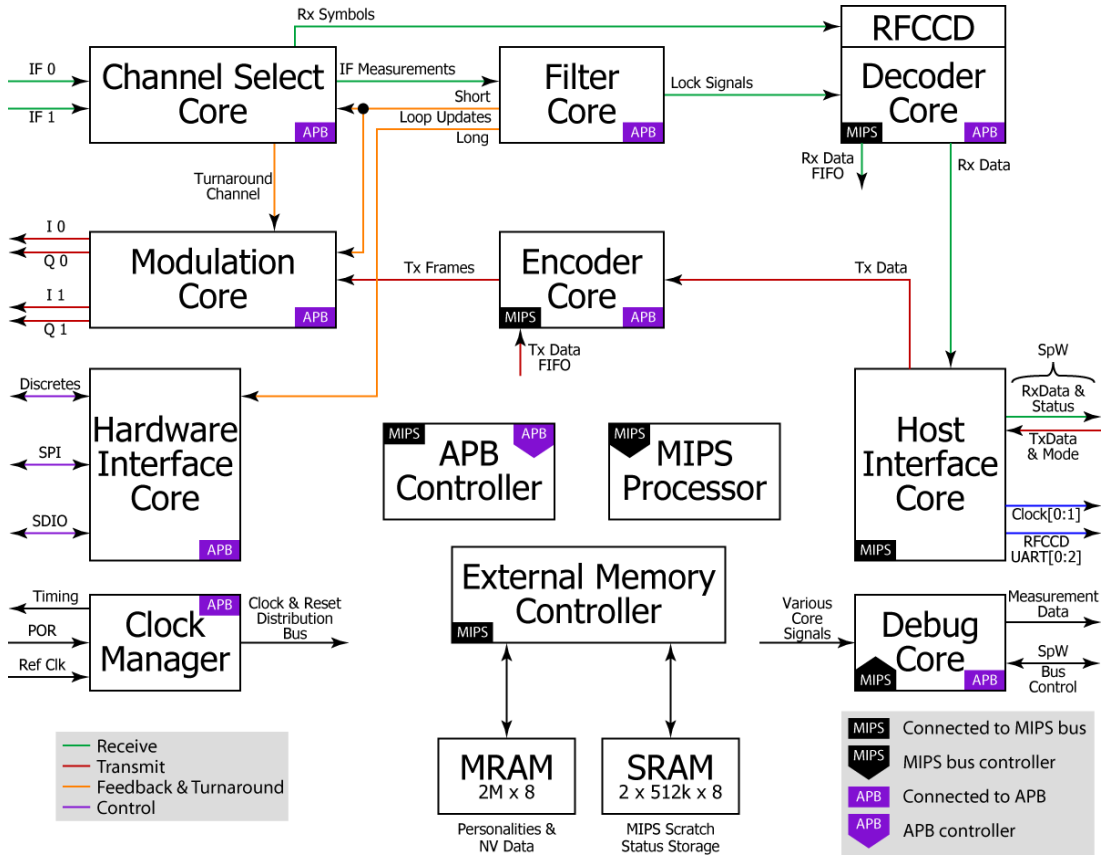 Rx Symbols
RFCCD
IF 0
Channel Select
Core
IF Measurements
Filter
Core
Lock Signals
Decoder
Core
IF 1
Short
Loop Updates
Long
APB
APB
MIPS
APB
Turnaround
Channel
Rx Data
FIFO
Rx Data
I 0
Q 0
I 1
Q 1
Modulation
Core
APB
Tx Frames
Encoder
Core
MIPS
APB
Tx Data
Tx Data
FIFO
SpW
Discretes
SPI
SDIO
Hardware
Interface
Core
APB
MIPS
APB
APB
Controller
MIPS
MIPS
Processor
Host
Interface
Core
MIPS
RxData &
Status
TxData
& Mode
Clock[0:1]
RFCCD
UART[0:2]
Timing
POR
Ref Clk
APB
Clock
Manager
Clock & Reset
Distribution
Bus
External Memory
Controller
MIPS
Various
Core
Signals
Debug
Core
MIPS
APB
Measurement
Data
SpW
Bus
Control
Receive
Transmit
Feedback & Turnaround
Control
MRAM
2M x 8
Personalities &
NV Data
SRAM
2 x 512k x 8
MIPS Scratch
Status Storage
MIPS Connected to MIPS bus
MIPS MIPS bus controller
APB Connected to APB
APB APB controller